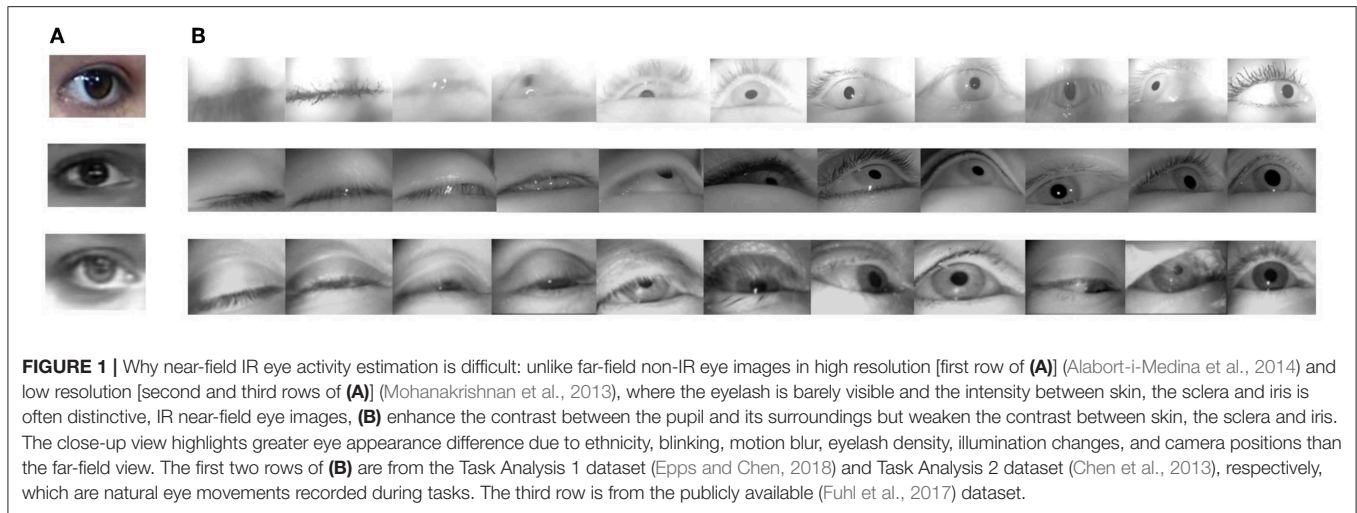 A B
FIGURE 1 | Why near-field IR eye activity estimation is difficult: unlike far-field non-IR eye images in high resolution [first row of (A)] (Alabort-i-Medina et al., 2014) and
low resolution [second and third rows of (A)] (Mohanakrishnan et al., 2013), where the eyelash is barely visible and the intensity between skin, the sclera and iris is
often distinctive, IR near-field eye images, (B) enhance the contrast between the pupil and its surroundings but weaken the contrast between skin, the sclera and iris.
The close-up view highlights greater eye appearance difference due to ethnicity, blinking, motion blur, eyelash density, illumination changes, and camera positions than
the far-field view. The first two rows of (B) are from the Task Analysis 1 dataset (Epps and Chen, 2018) and Task Analysis 2 dataset (Chen et al., 2013), respectively,
which are natural eye movements recorded during tasks. The third row is from the publicly available (Fuhl et al., 2017) dataset.